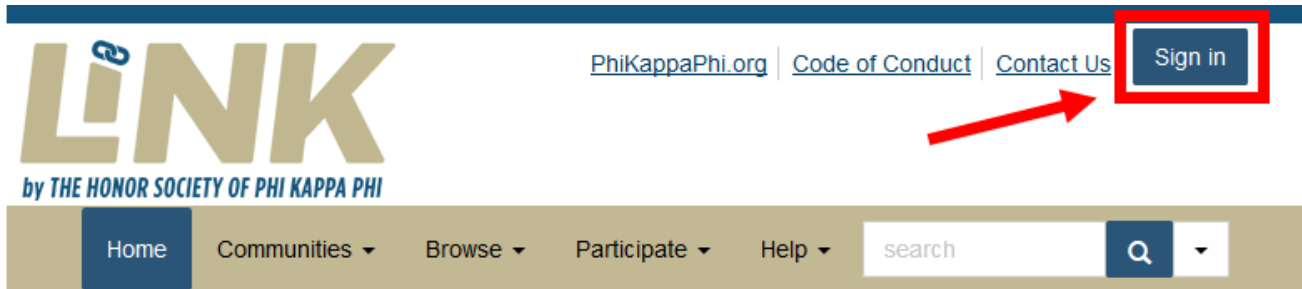 LiNK
by THE HONOR SOCIETY OF PHI KAPPA PHI
PhiKappaPhi.org Code of Conduct Contact Us Sign in
Home Communities Browse Participate Help search